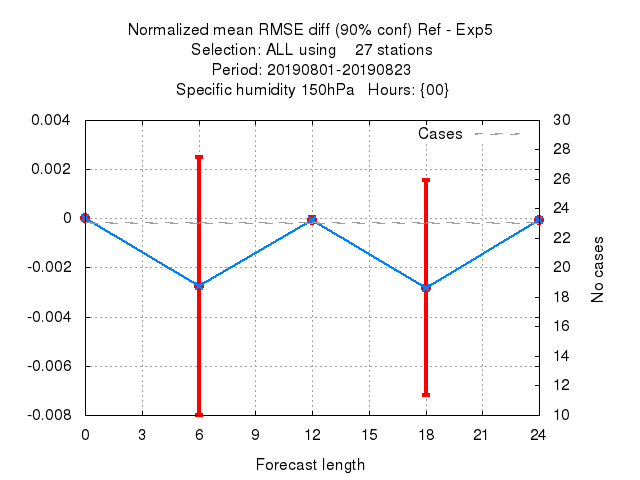 Normalized mean RMSE diff (90% conf) Ref - Exp5
Selection: ALL using    27 stations
Period: 20190801-20190823
Specific humidity 150hPa   Hours: {00}
Cases
0.004
0.002
0
-0.002
-0.004
-0.006
-0.008
30
28
26
24
22
20
18
16
14
12
10
No cases
0 3 6 9 12 15 18 21 24
Forecast length